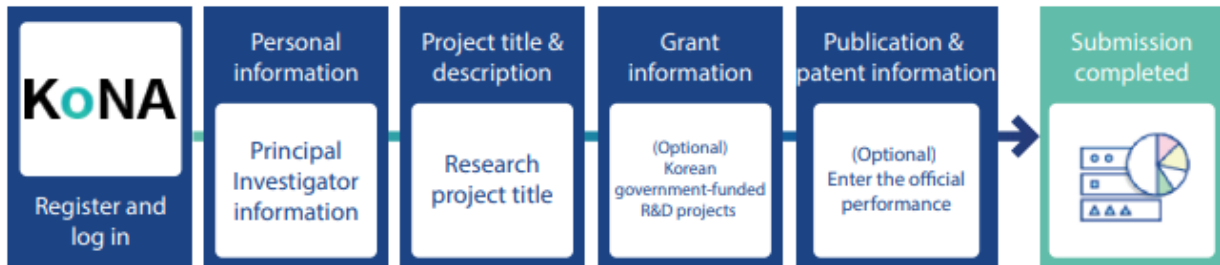 KoNA
Register and
log in
Personal
information
Principal
Investigator
information
Project title &
description
Research
project title
Grant
information
(Optional)
Korean
government-funded
R&D projects
Publication &
patent information
(Optional)
Enter the official
performance
Submission
completed